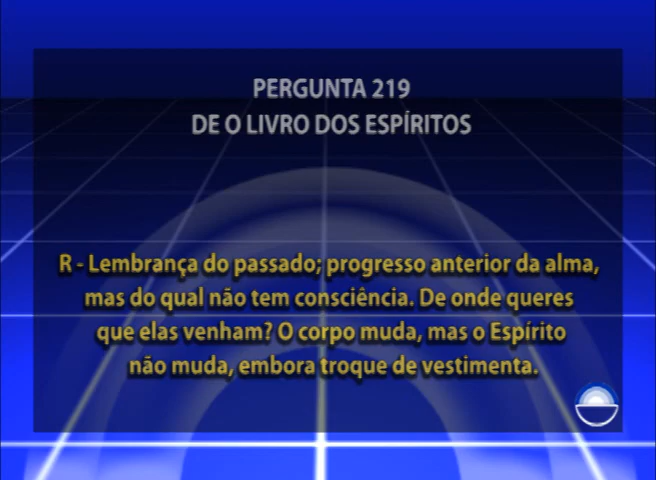 PERGUNTA 219
DE O LIVRO DOS ESPÍRITOS
R - Lembrança do passado; progresso anterior da alma,
mas do qual não tem consciência. De onde queres
que elas venham? O corpo muda, mas o Espírito
não muda, embora troque de vestimenta.